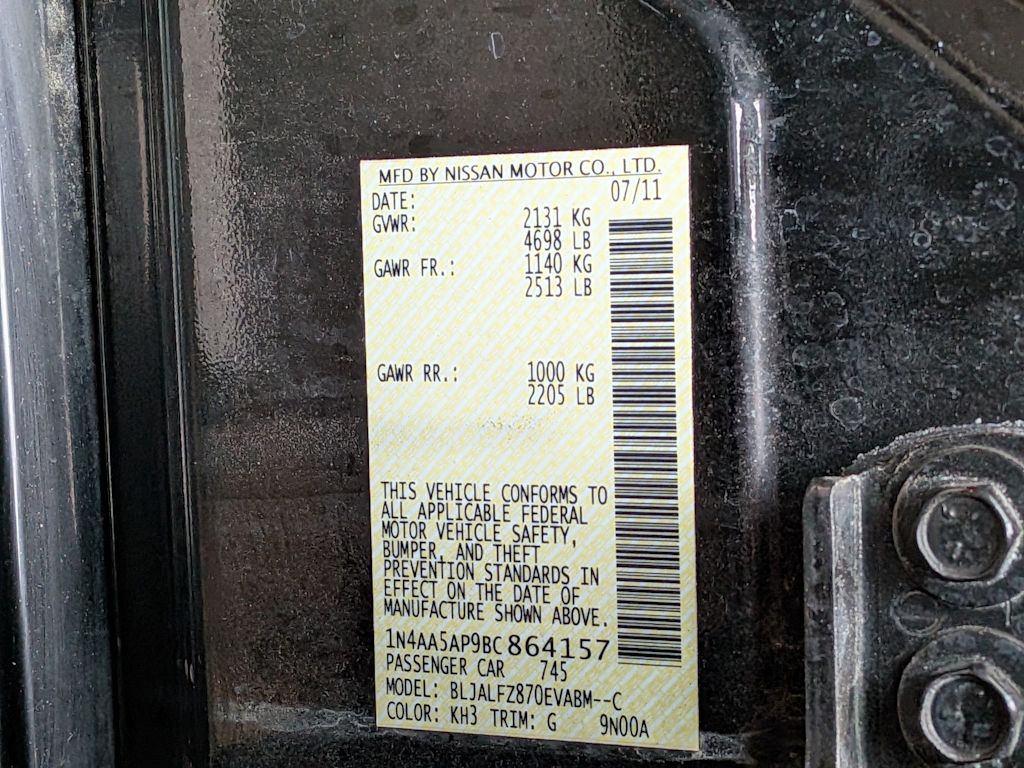 MFD BY NISSAN MOTOR CO., LTD.
DATE: 07/11
GVWR: 2131 KG
4698 LB
GAWR FR.: 1140 KG
2513 LB
GAWR RR.: 1000 KG
2205 LB
THIS VEHICLE CONFORMS TO
ALL APPLICABLE FEDERAL
MOTOR VEHICLE SAFETY,
BUMPER, AND THEFT
PREVENTION STANDARDS IN
EFFECT ON THE DATE OF
MANUFACTURE SHOWN ABOVE.
1N4AA5AP9BC864157
PASSENGER CAR 745
MODEL: BLJALFZ870EVABM--C
COLOR: KH3 TRIM: G 9N00A